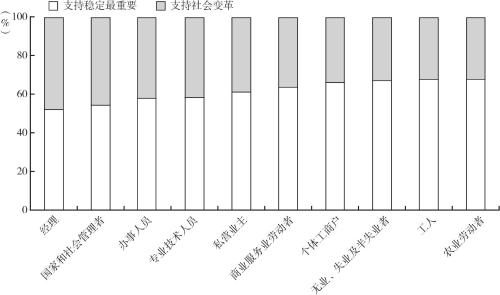 □ 支持稳定最重要 ■ 支持社会变革
(%)
100
80
60
40
20
0
经理
国家和社会管理者
办事人员
专业技术人员
私营业主
商业服务业劳动者
个体工商户
无业、失业及半失业者
工人
农业劳动者